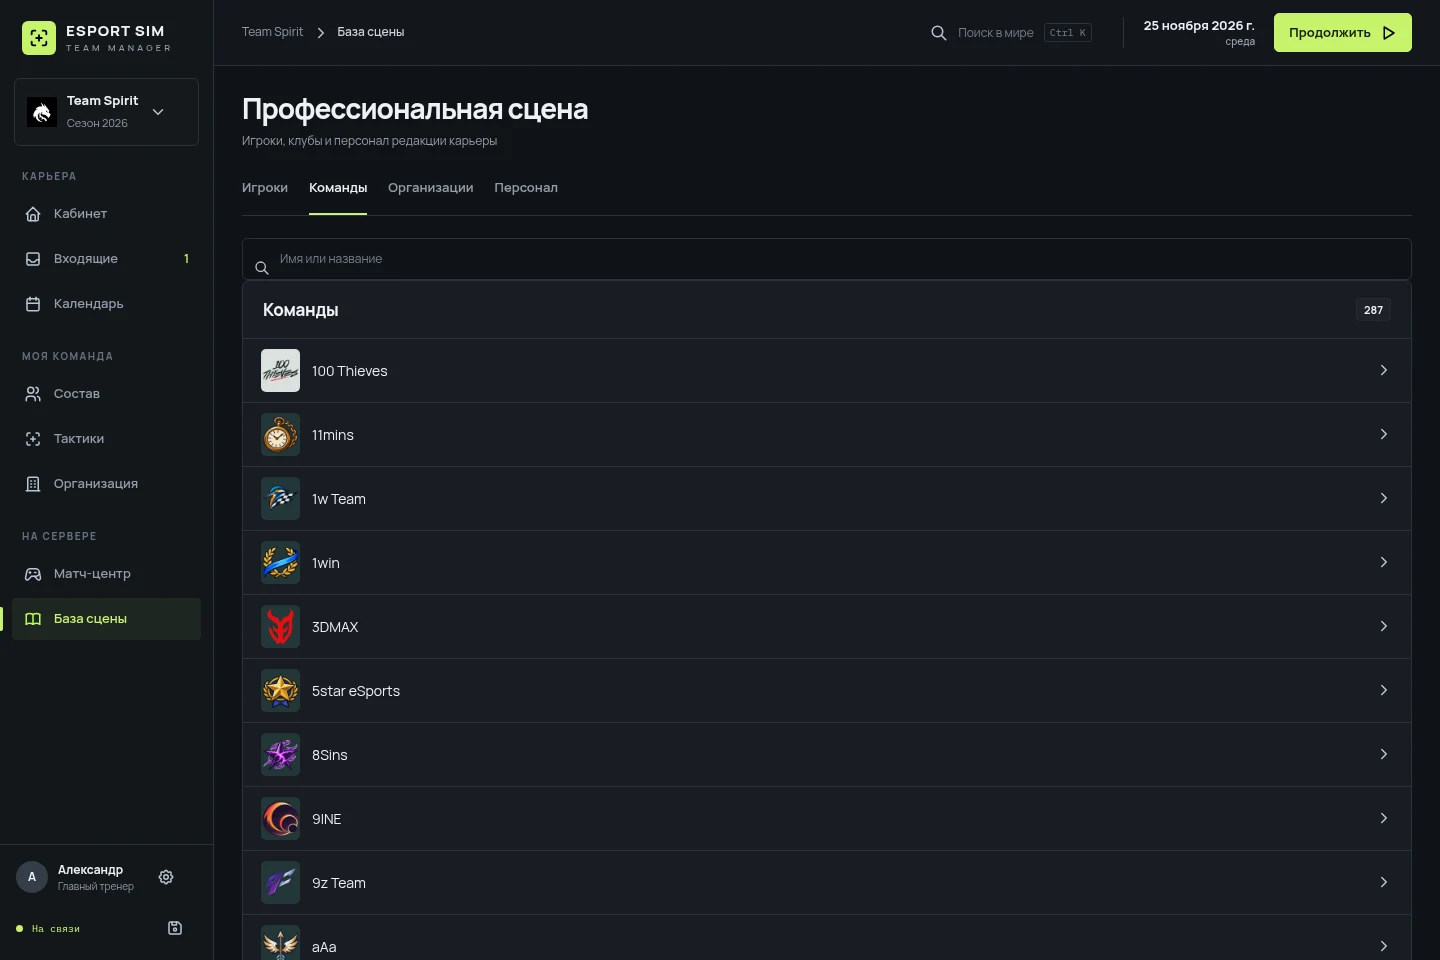 ESPORT SIM
TEAM MANAGER
Team Spirit
Сезон 2026
КАРЬЕРА
Кабинет
Входящие 1
Календарь
МОЯ КОМАНДА
Состав
Тактики
Организация
НА СЕРВЕРЕ
Матч-центр
База сцены
А Александр
Главный тренер
На связи
Team Spirit База сцены
Поиск в мире Ctrl K
25 ноября 2026 г.
среда
Продолжить
Профессиональная сцена
Игроки, клубы и персонал редакции карьеры
Игроки Команды Организации Персонал
Имя или название
Команды 287
100 THIEVES 100 Thieves
11mins
1w Team
1win
3DMAX
5star eSports
8Sins
9INE
9z Team
aAa